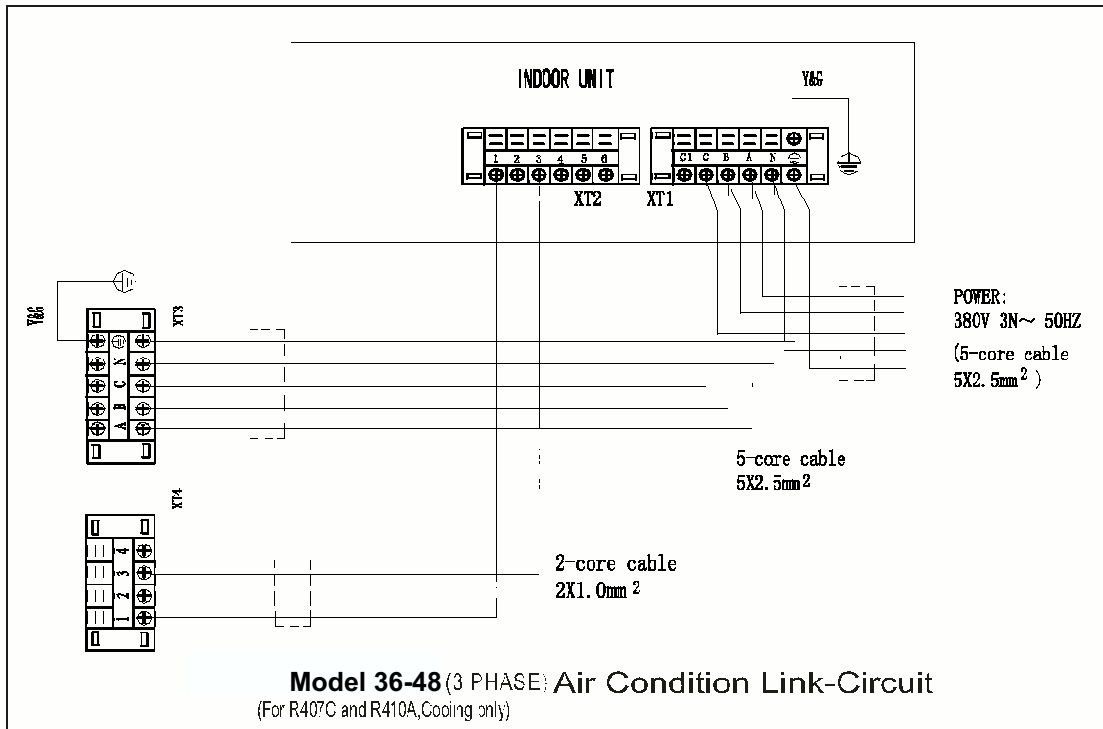 INDOOR UNIT
Y&G
1 2 3 4 5 6
C1 C B A N
XT2
XT1
Y&G
XT3
N
C
B
A
POWER:
380V 3N~ 50HZ
(5-core cable
5X2.5mm2 )
5-core cable
5X2.5mm2
XT4
4
3
2
1
2-core cable
2X1.0mm2
Model 36-48 (3 PHASE) Air Condition Link-Circuit
(For R407C and R410A,Cooing only)